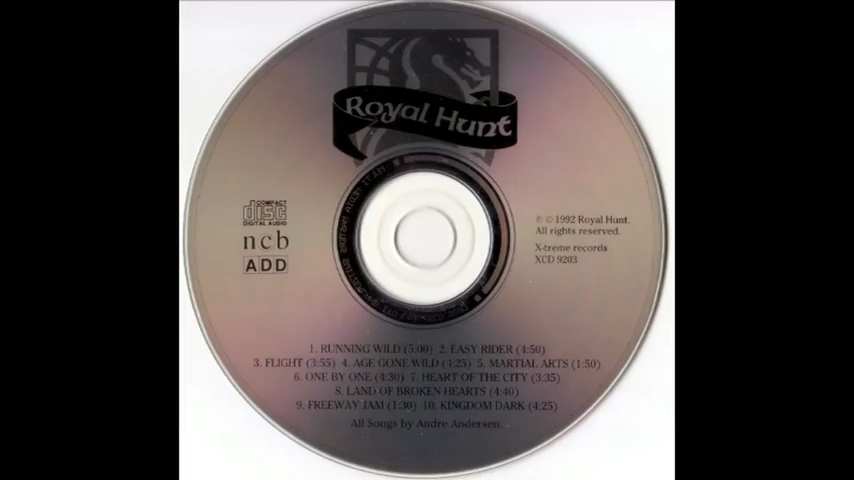 Royal Hunt
COMPACT
disc
DIGITAL AUDIO
ncb
ADD
℗ © 1992 Royal Hunt.
All rights reserved.
X-treme records
XCD 9203
1. RUNNING WILD (5:00) 2. EASY RIDER (4:50)
3. FLIGHT (3:55) 4. AGE GONE WILD (4:25) 5. MARTIAL ARTS (1:50)
6. ONE BY ONE (4:30) 7. HEART OF THE CITY (3:35)
8. LAND OF BROKEN HEARTS (4:40)
9. FREEWAY JAM (1:30) 10. KINGDOM DARK (4:25)
All Songs by Andre Andersen.